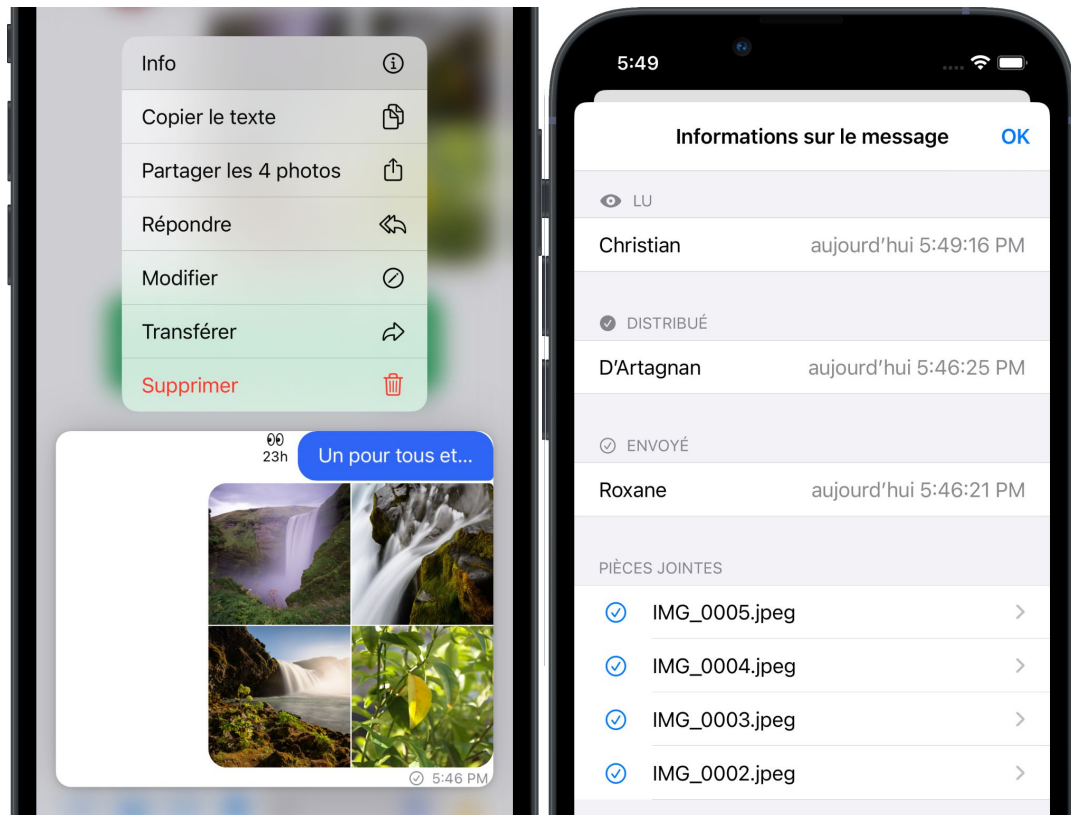 Info
Copier le texte
Partager les 4 photos
Répondre
Modifier
Transférer
Supprimer
23h
Un pour tous et...
5:46 PM
5:49
Informations sur le message OK
LU
Christian aujourd’hui 5:49:16 PM
DISTRIBUÉ
D’Artagnan aujourd’hui 5:46:25 PM
ENVOYÉ
Roxane aujourd’hui 5:46:21 PM
PIÈCES JOINTES
IMG_0005.jpeg
IMG_0004.jpeg
IMG_0003.jpeg
IMG_0002.jpeg